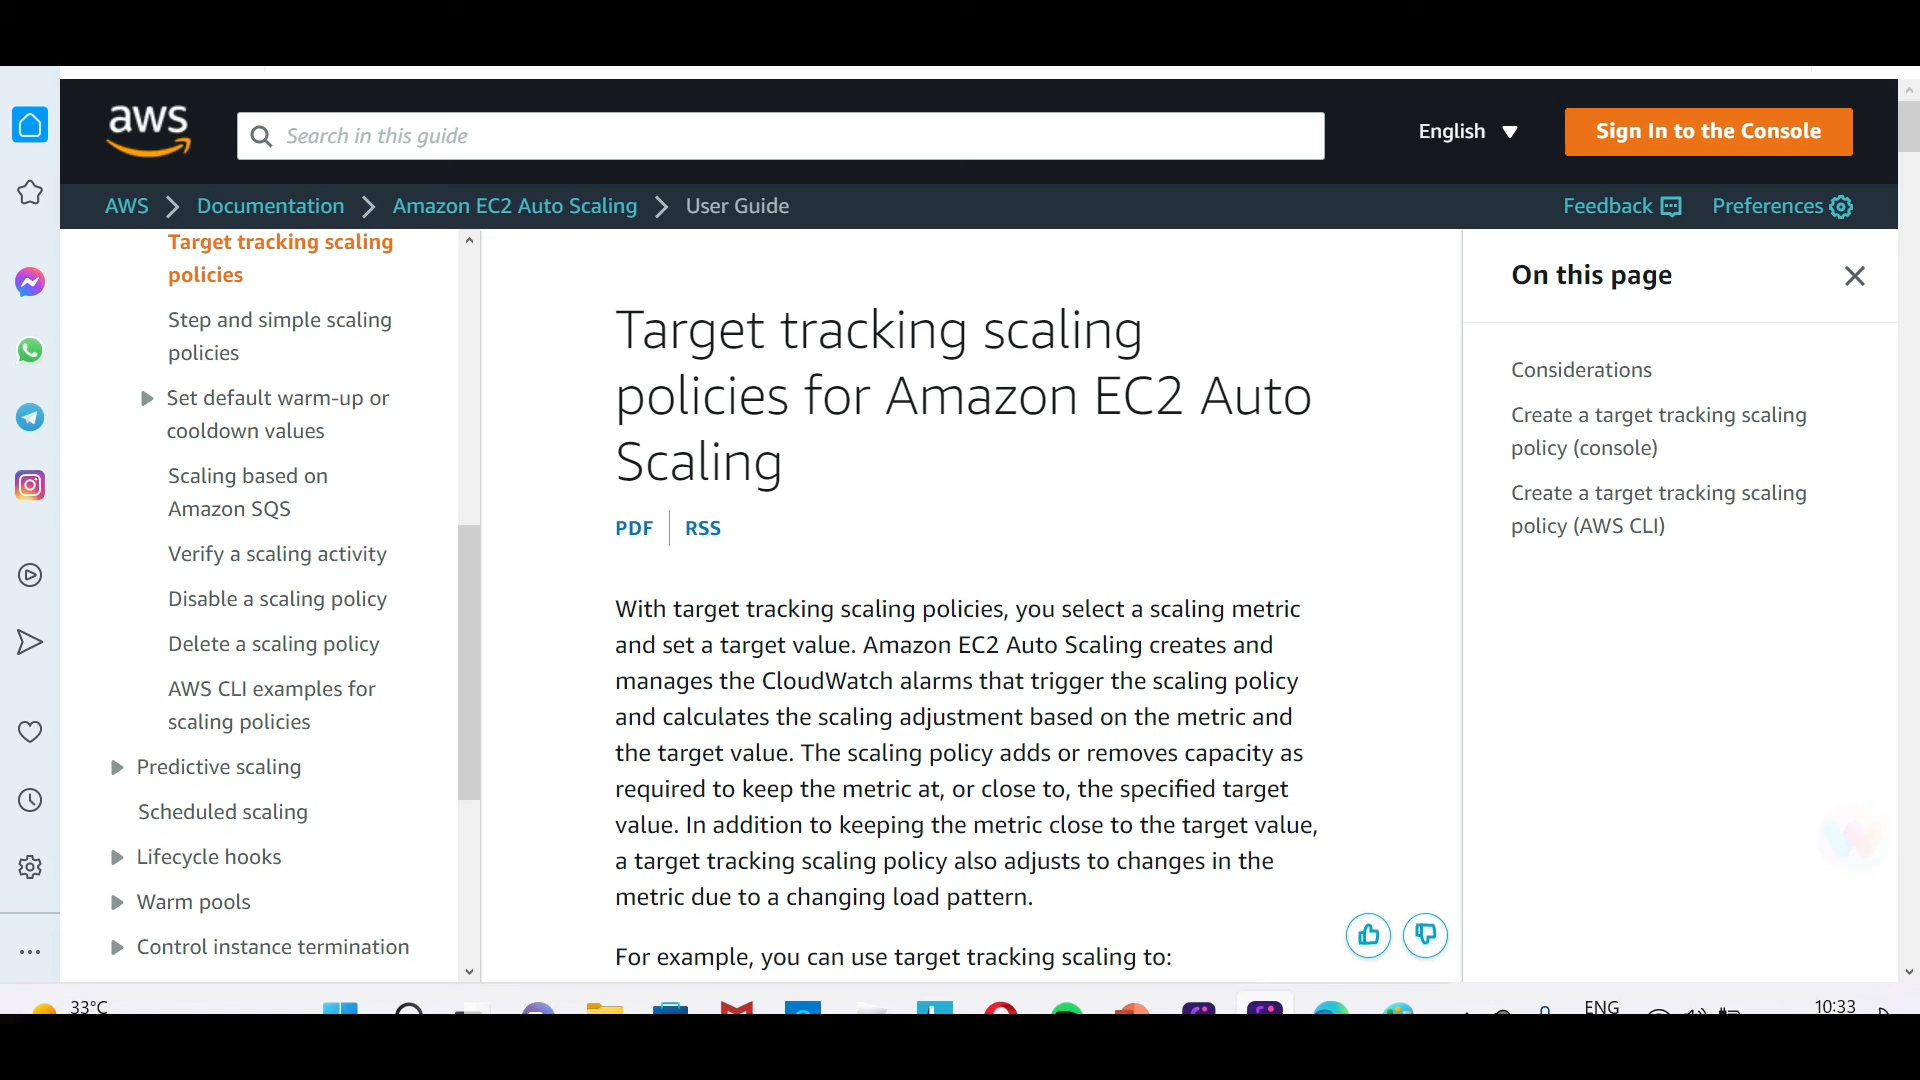 aws
Search in this guide
English
Sign In to the Console
AWS
Documentation
Amazon EC2 Auto Scaling
User Guide
Feedback
Preferences
Target tracking scaling
policies
Step and simple scaling
policies
Set default warm-up or
cooldown values
Scaling based on
Amazon SQS
Verify a scaling activity
Disable a scaling policy
Delete a scaling policy
AWS CLI examples for
scaling policies
Predictive scaling
Scheduled scaling
Lifecycle hooks
Warm pools
Control instance termination
Target tracking scaling
policies for Amazon EC2 Auto
Scaling
PDF
RSS
With target tracking scaling policies, you select a scaling metric
and set a target value. Amazon EC2 Auto Scaling creates and
manages the CloudWatch alarms that trigger the scaling policy
and calculates the scaling adjustment based on the metric and
the target value. The scaling policy adds or removes capacity as
required to keep the metric at, or close to, the specified target
value. In addition to keeping the metric close to the target value,
a target tracking scaling policy also adjusts to changes in the
metric due to a changing load pattern.
For example, you can use target tracking scaling to:
On this page
Considerations
Create a target tracking scaling
policy (console)
Create a target tracking scaling
policy (AWS CLI)
33°C
ENG
10:33